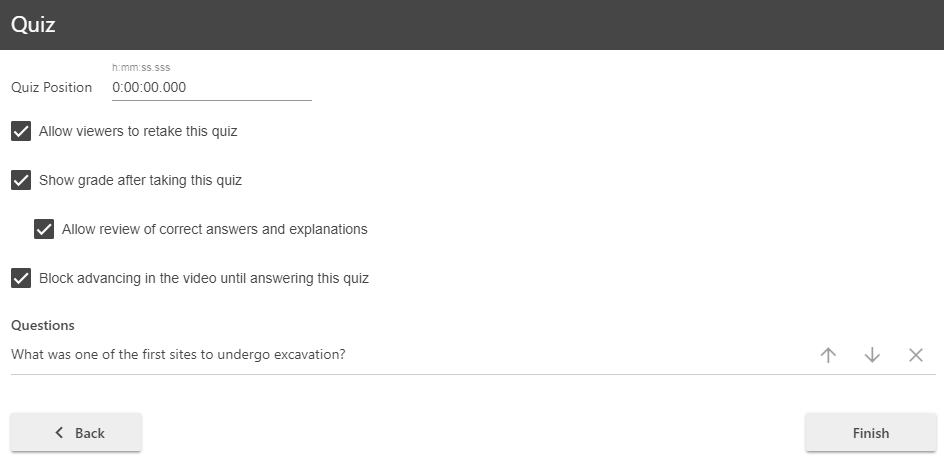 Quiz
h:mm:ss.sss
Quiz Position 0:00:00.000
Allow viewers to retake this quiz
Show grade after taking this quiz
Allow review of correct answers and explanations
Block advancing in the video until answering this quiz
Questions
What was one of the first sites to undergo excavation?
Back Finish